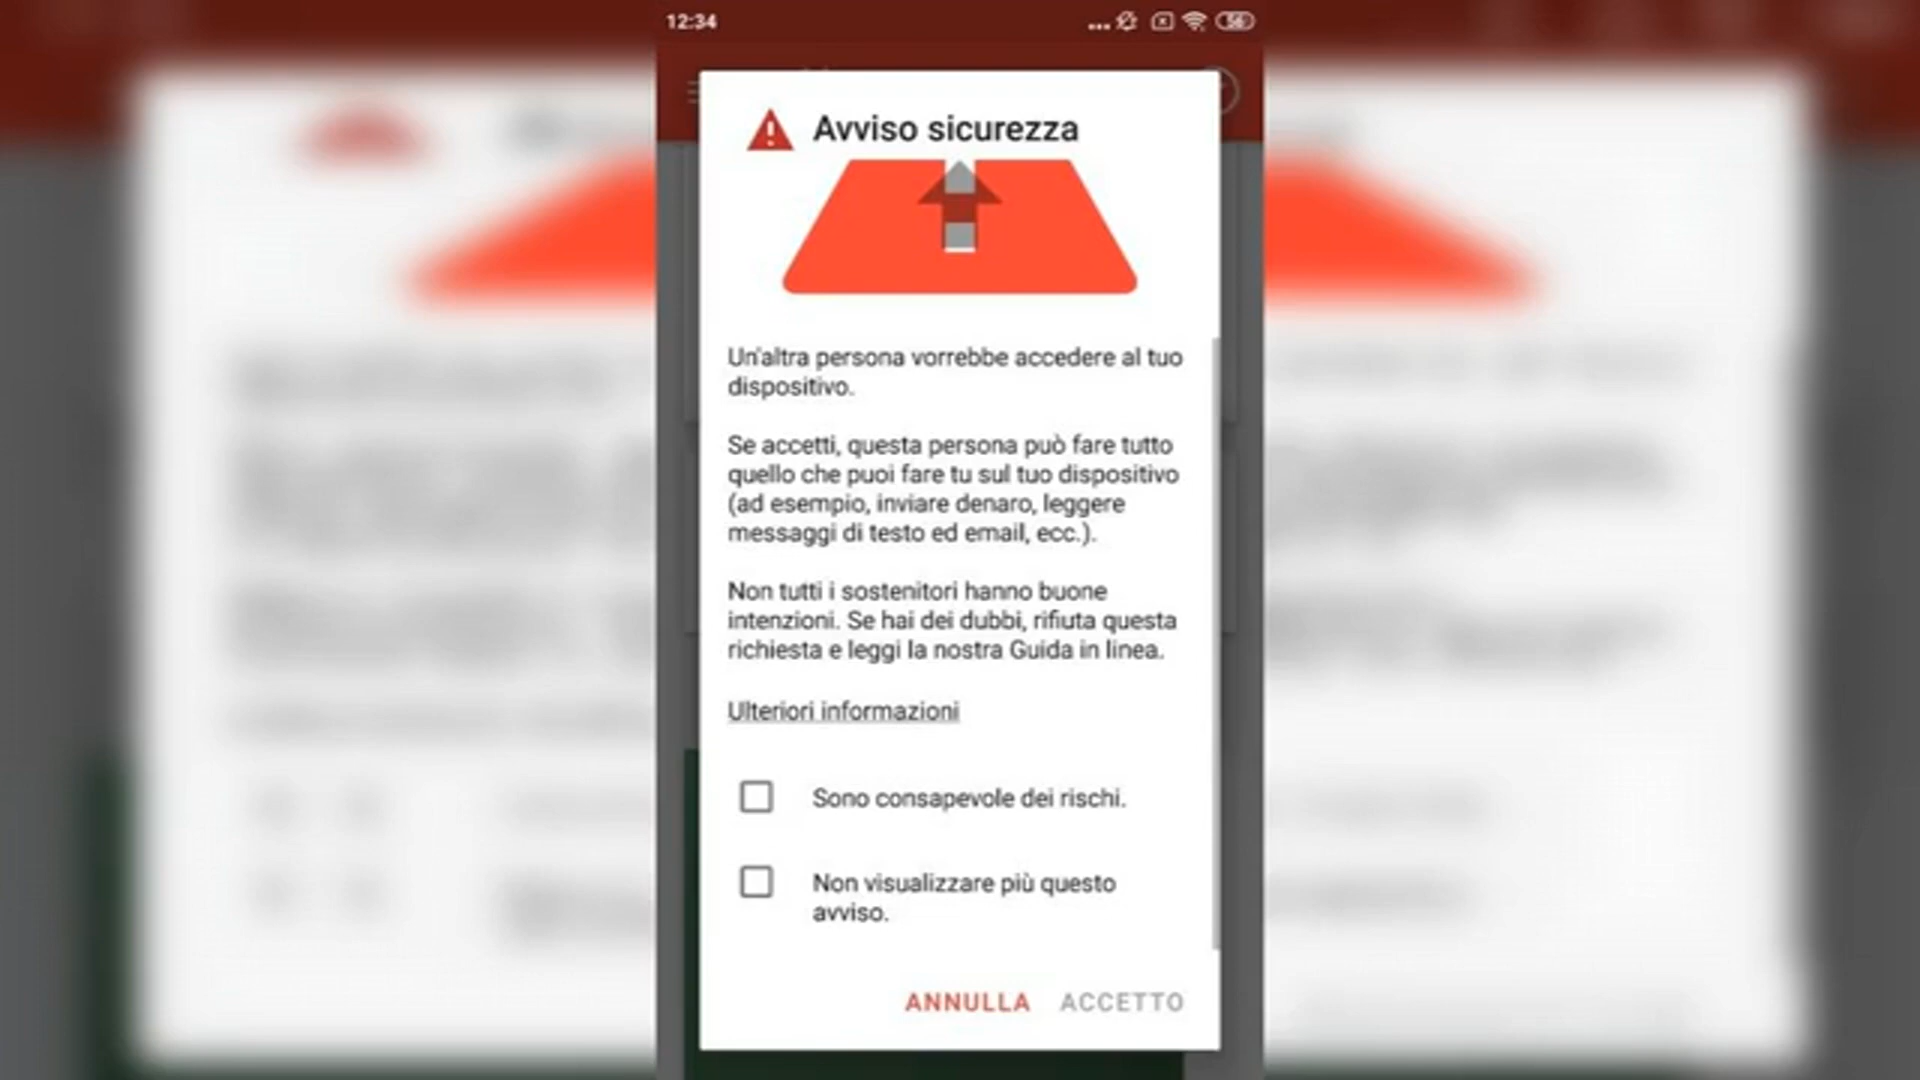 12:34
56
Avviso sicurezza
Un'altra persona vorrebbe accedere al tuo
dispositivo.
Se accetti, questa persona può fare tutto
quello che puoi fare tu sul tuo dispositivo
(ad esempio, inviare denaro, leggere
messaggi di testo ed email, ecc.).
Non tutti i sostenitori hanno buone
intenzioni. Se hai dei dubbi, rifiuta questa
richiesta e leggi la nostra Guida in linea.
Ulteriori informazioni
Sono consapevole dei rischi.
Non visualizzare più questo
avviso.
ANNULLA ACCETTO